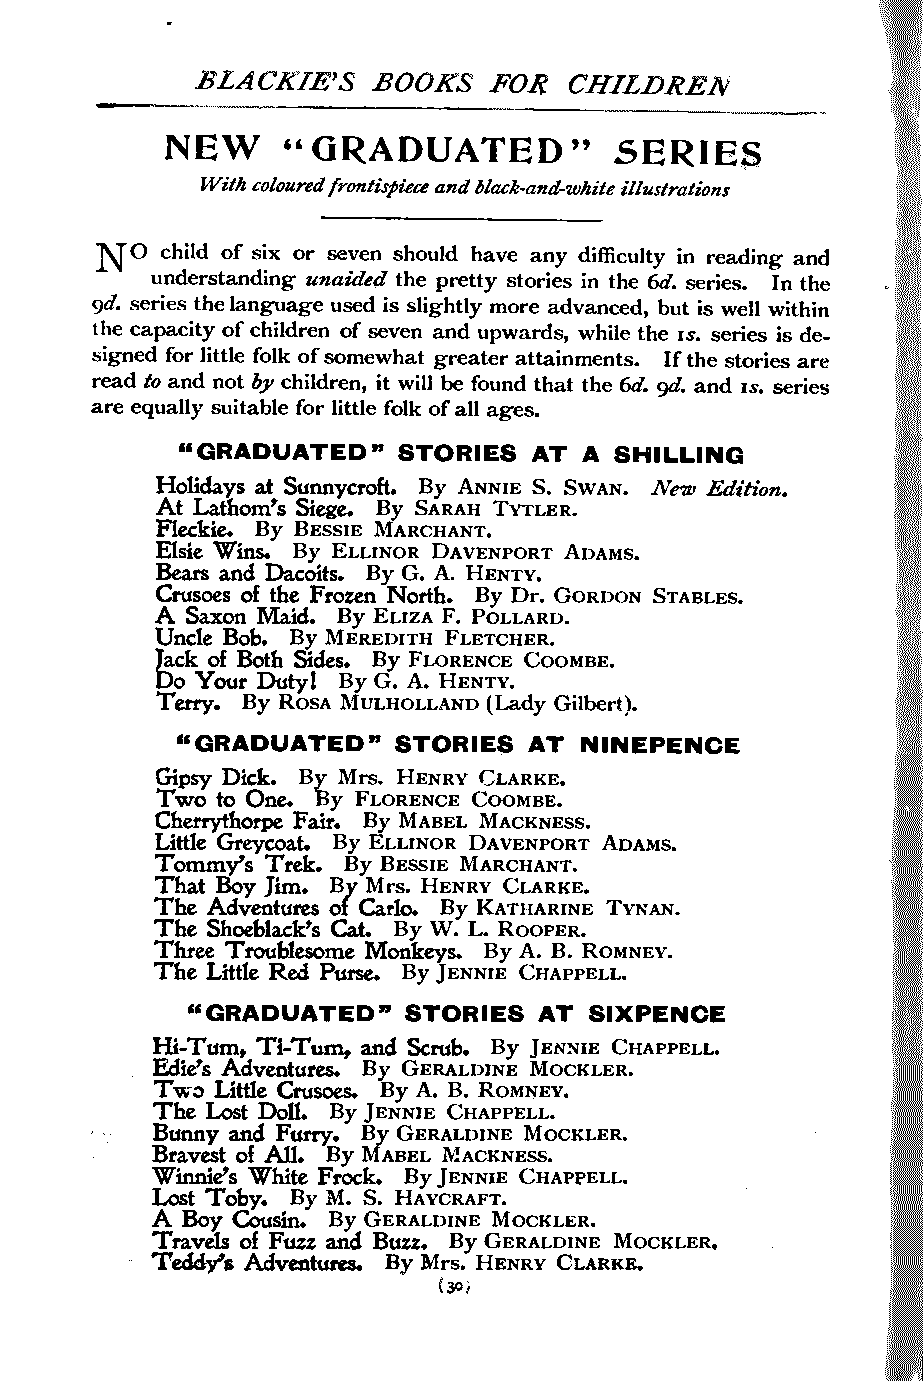 BLACKIE'S BOOKS FOR CHILDREN
NEW "GRADUATED" SERIES
With coloured frontispiece and black-and-white illustrations
NO child of six or seven should have any difficulty in reading and
understanding unaided the pretty stories in the 6d. series. In the
9d. series the language used is slightly more advanced, but is well within
the capacity of children of seven and upwards, while the 1s. series is de-
signed for little folk of somewhat greater attainments. If the stories are
read to and not by children, it will be found that the 6d. 9d. and 1s. series
are equally suitable for little folk of all ages.
"GRADUATED" STORIES AT A SHILLING
Holidays at Sunnycroft. By ANNIE S. SWAN. New Edition.
At Lathom's Siege. By SARAH TYTLER.
Fleckie. By BESSIE MARCHANT.
Elsie Wins. By ELLINOR DAVENPORT ADAMS.
Bears and Dacoits. By G. A. HENTY.
Crusoes of the Frozen North. By Dr. GORDON STABLES.
A Saxon Maid. By ELIZA F. POLLARD.
Uncle Bob. By MEREDITH FLETCHER.
Jack of Both Sides. By FLORENCE COOMBE.
Do Your Duty! By G. A. HENTY.
Terry. By ROSA MULHOLLAND (Lady Gilbert).
"GRADUATED" STORIES AT NINEPENCE
Gipsy Dick. By Mrs. HENRY CLARKE.
Two to One. By FLORENCE COOMBE.
Cherrythorpe Fair. By MABEL MACKNESS.
Little Greycoat. By ELLINOR DAVENPORT ADAMS.
Tommy's Trek. By BESSIE MARCHANT.
That Boy Jim. By Mrs. HENRY CLARKE.
The Adventures of Carlo. By KATHARINE TYNAN.
The Shoeblack's Cat. By W. L. ROOPER.
Three Troublesome Monkeys. By A. B. ROMNEY.
The Little Red Purse. By JENNIE CHAPPELL.
"GRADUATED" STORIES AT SIXPENCE
Hi-Tum, Ti-Tum, and Scrub. By JENNIE CHAPPELL.
Edie's Adventures. By GERALDINE MOCKLER.
Two Little Crusoes. By A. B. ROMNEY.
The Lost Doll. By JENNIE CHAPPELL.
Bunny and Furry. By GERALDINE MOCKLER.
Bravest of All. By MABEL MACKNESS.
Winnie's White Frock. By JENNIE CHAPPELL.
Lost Toby. By M. S. HAYCRAFT.
A Boy Cousin. By GERALDINE MOCKLER.
Travels of Fuzz and Buzz. By GERALDINE MOCKLER.
Teddy's Adventures. By Mrs. HENRY CLARKE.
(30)